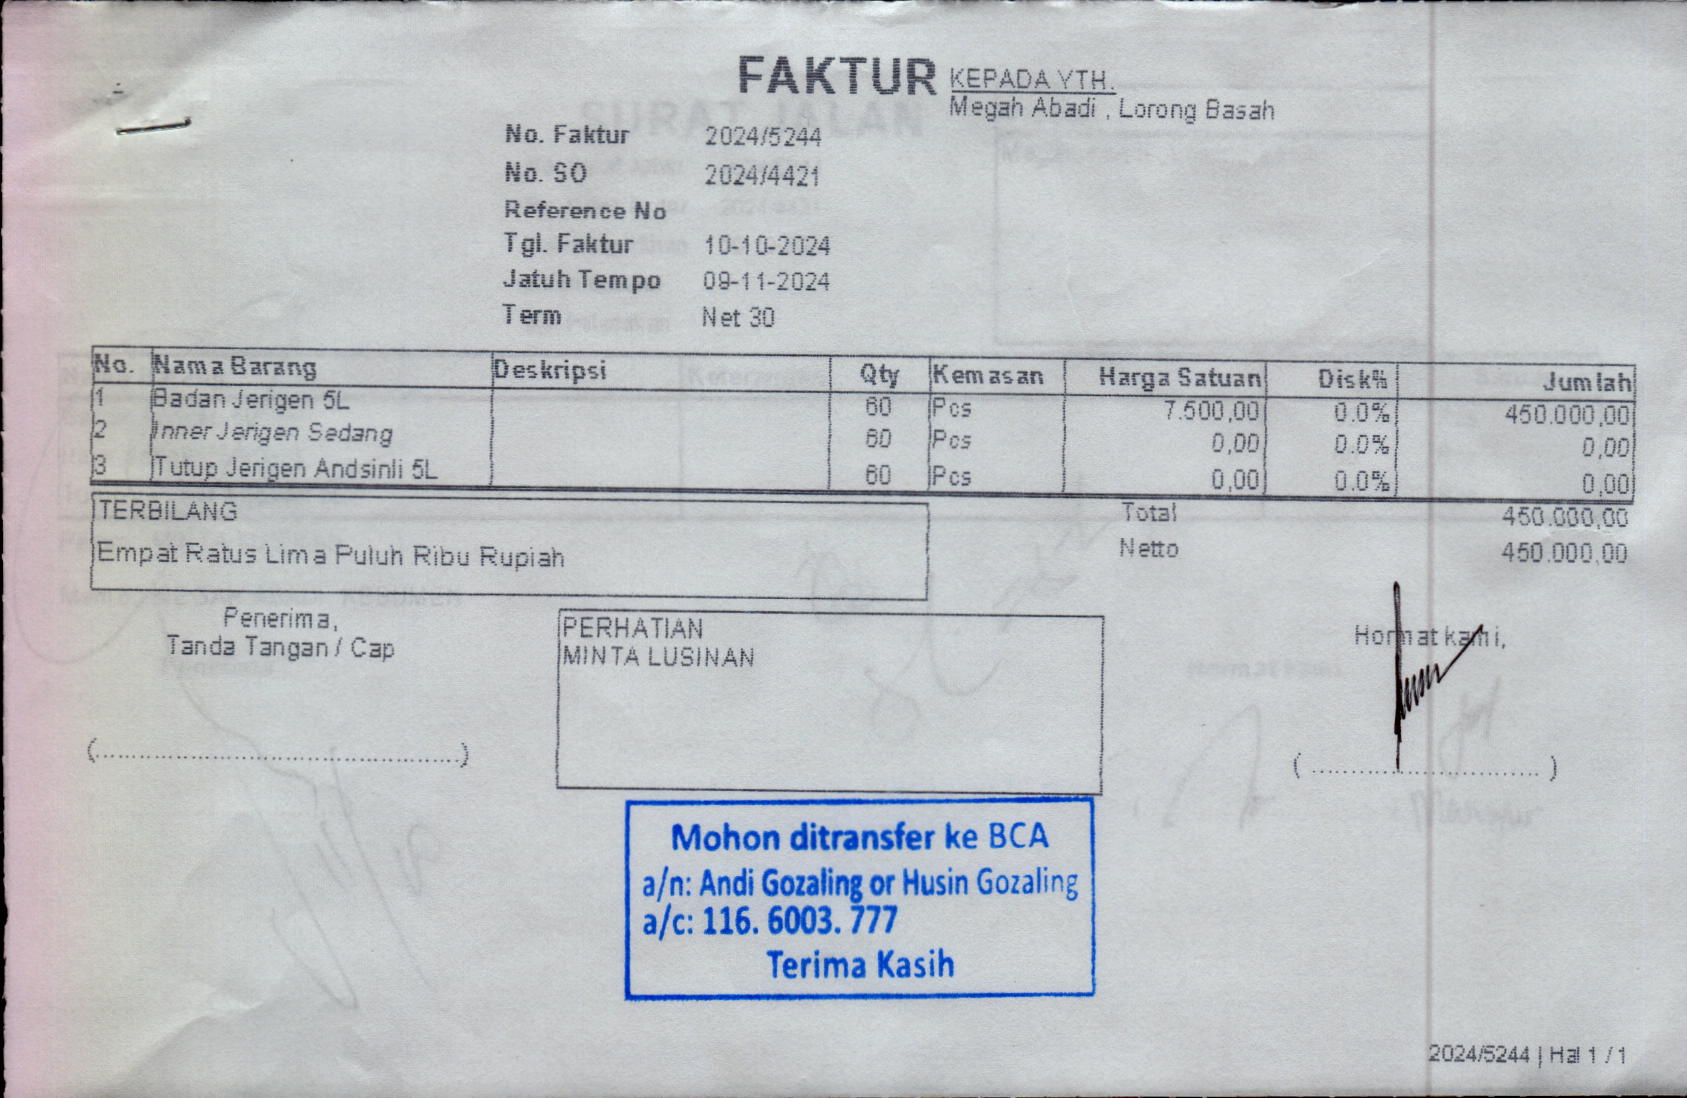 FAKTUR
KEPADA YTH.
Megah Abadi , Lorong Basah
No. Faktur 2024/5244
No. SO 2024/4421
Reference No
Tgl. Faktur 10-10-2024
Jatuh Tempo 09-11-2024
Term Net 30
No. Nama Barang Deskripsi Qty Kemasan Harga Satuan Disk% Jumlah
1 Badan Jerigen 5L 60 Pcs 7.500,00 0.0% 450.000,00
2 Inner Jerigen Sedang 60 Pcs 0,00 0.0% 0,00
3 Tutup Jerigen Andsinli 5L 60 Pcs 0,00 0.0% 0,00
TERBILANG
Empat Ratus Lima Puluh Ribu Rupiah
Total 450.000,00
Netto 450.000,00
Penerima,
Tanda Tangan / Cap
(..............................................)
PERHATIAN
MINTA LUSINAN
Hormat kami,
( ............................. )
Mohon ditransfer ke BCA
a/n: Andi Gozaling or Husin Gozaling
a/c: 116. 6003. 777
Terima Kasih
2024/5244 | Hal 1 / 1
SURAT JALAN